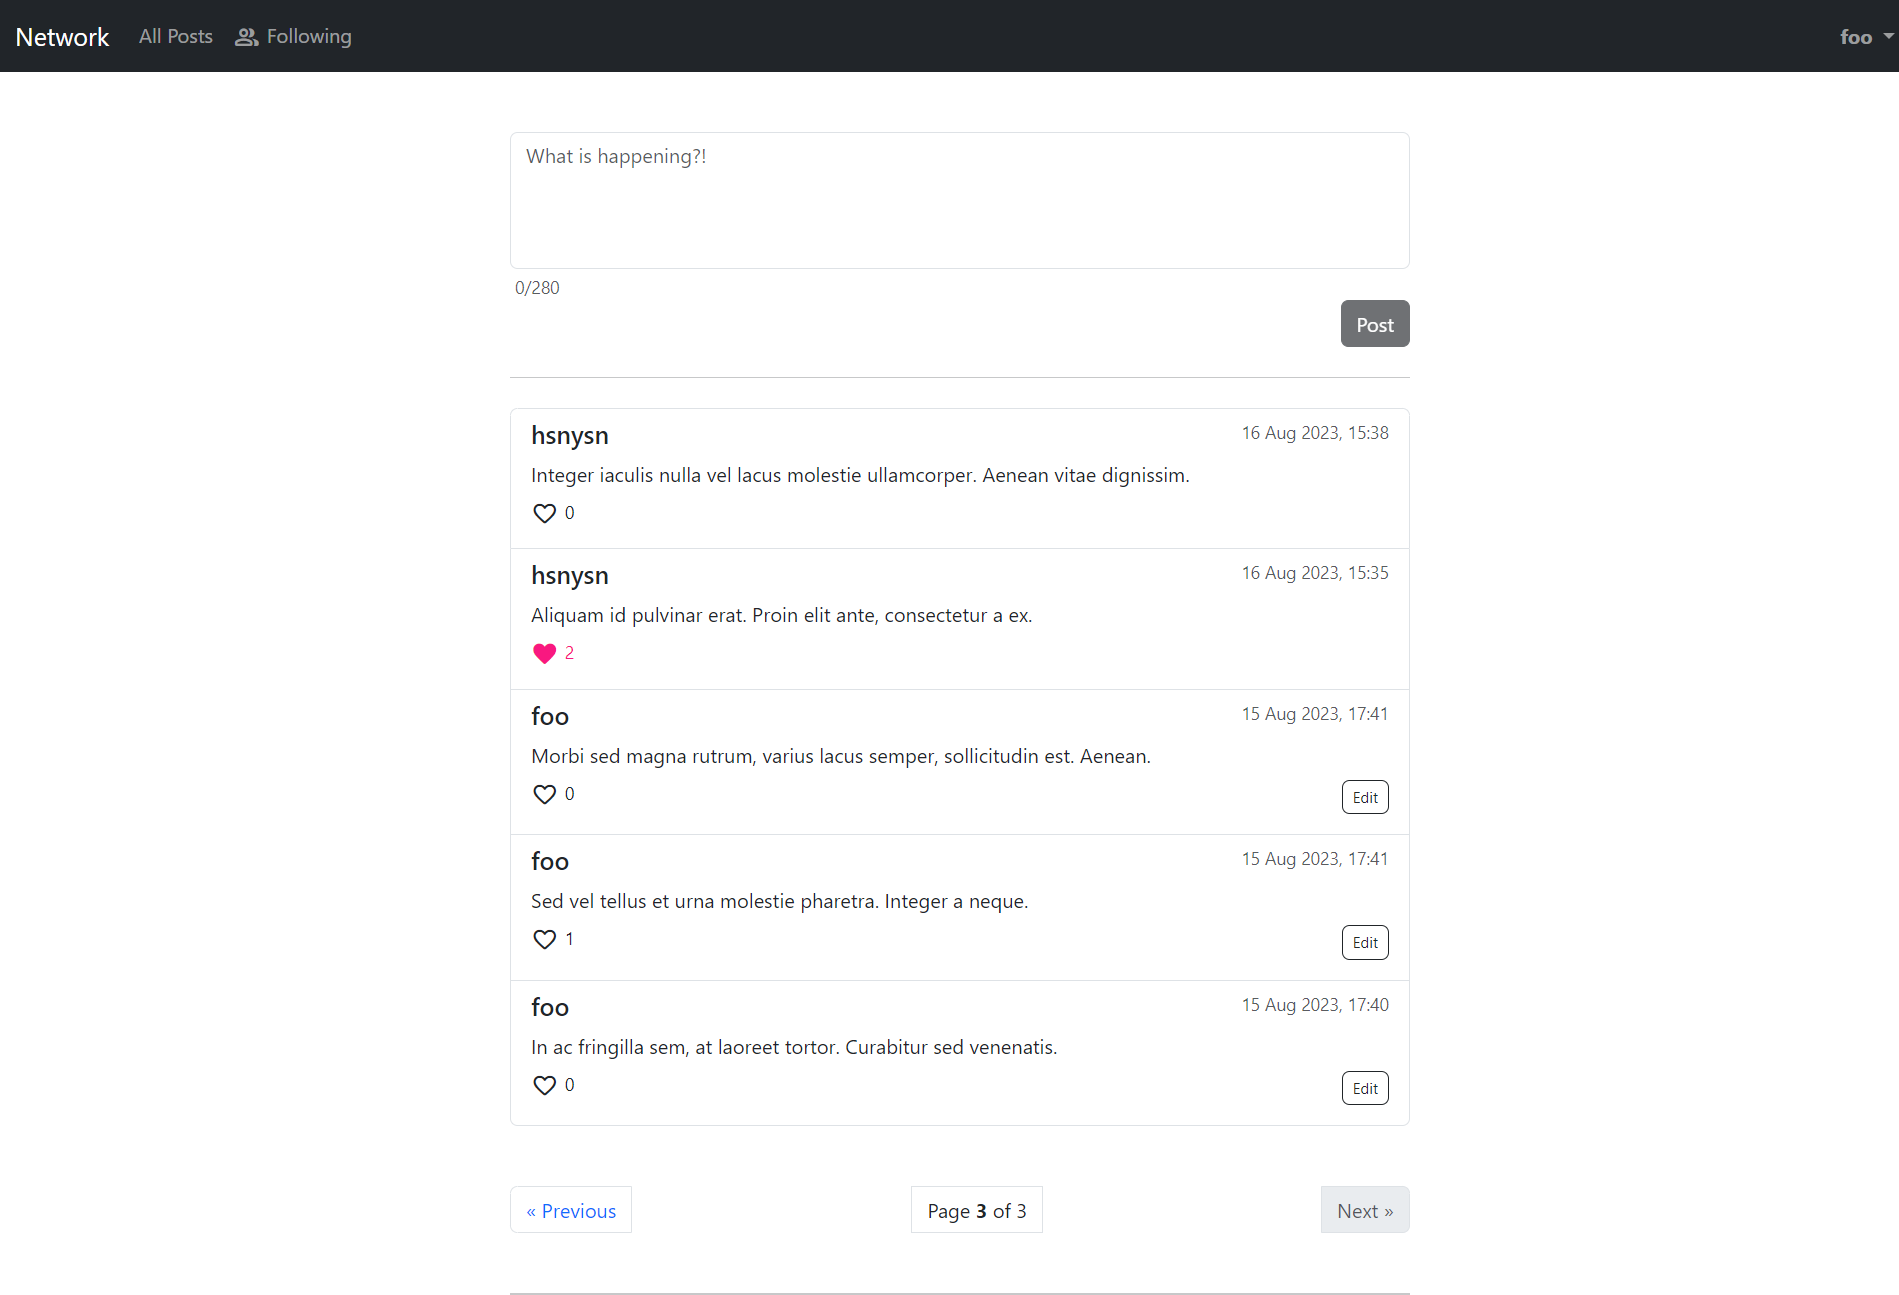 Network All Posts Following foo
What is happening?!
0/280
Post
hsnysn 16 Aug 2023, 15:38
Integer iaculis nulla vel lacus molestie ullamcorper. Aenean vitae dignissim.
0
hsnysn 16 Aug 2023, 15:35
Aliquam id pulvinar erat. Proin elit ante, consectetur a ex.
2
foo 15 Aug 2023, 17:41
Morbi sed magna rutrum, varius lacus semper, sollicitudin est. Aenean.
0 Edit
foo 15 Aug 2023, 17:41
Sed vel tellus et urna molestie pharetra. Integer a neque.
1 Edit
foo 15 Aug 2023, 17:40
In ac fringilla sem, at laoreet tortor. Curabitur sed venenatis.
0 Edit
« Previous Page 3 of 3 Next »